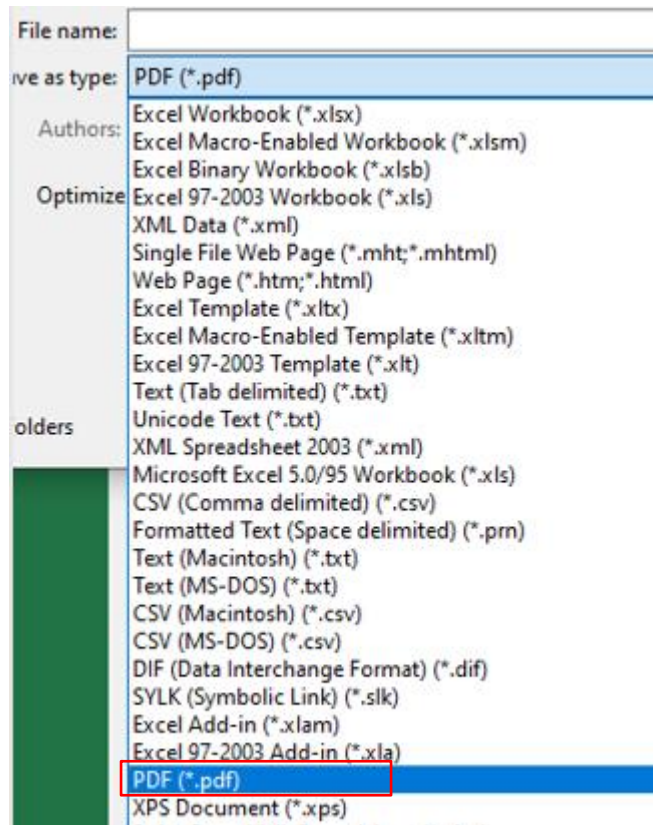 File name:
ve as type: PDF (*.pdf)
Authors:
Optimize
olders
Excel Workbook (*.xlsx)
Excel Macro-Enabled Workbook (*.xlsm)
Excel Binary Workbook (*.xlsb)
Excel 97-2003 Workbook (*.xls)
XML Data (*.xml)
Single File Web Page (*.mht;*.mhtml)
Web Page (*.htm;*.html)
Excel Template (*.xltx)
Excel Macro-Enabled Template (*.xltm)
Excel 97-2003 Template (*.xlt)
Text (Tab delimited) (*.txt)
Unicode Text (*.txt)
XML Spreadsheet 2003 (*.xml)
Microsoft Excel 5.0/95 Workbook (*.xls)
CSV (Comma delimited) (*.csv)
Formatted Text (Space delimited) (*.prn)
Text (Macintosh) (*.txt)
Text (MS-DOS) (*.txt)
CSV (Macintosh) (*.csv)
CSV (MS-DOS) (*.csv)
DIF (Data Interchange Format) (*.dif)
SYLK (Symbolic Link) (*.slk)
Excel Add-in (*.xlam)
Excel 97-2003 Add-in (*.xla)
PDF (*.pdf)
XPS Document (*.xps)